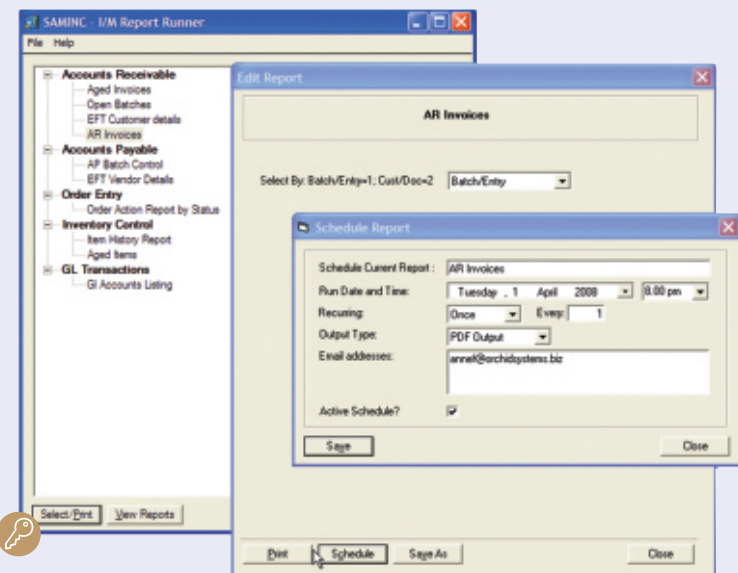 SAMINC - I/M Report Runner
File Help
Accounts Receivable
Aged Invoices
Open Batches
EFT Customer details
AR Invoices
Accounts Payable
AP Batch Control
EFT Vendor Details
Order Entry
Order Action Report by Status
Inventory Control
Item History Report
Aged Items
GL Transactions
Gl Accounts Listing
Select/Print View Reports
Edit Report
AR Invoices
Select By: Batch/Entry=1; Cust/Doc=2 Batch/Entry
Schedule Report
Schedule Current Report : AR Invoices
Run Date and Time: Tuesday , 1 April 2008 8.00 pm
Recuring: Once Every: 1
Output Type: PDF Output
Email addresses: annef@orchidsystems.biz
Active Schedule?
Save Close
Print Schedule Save As Close